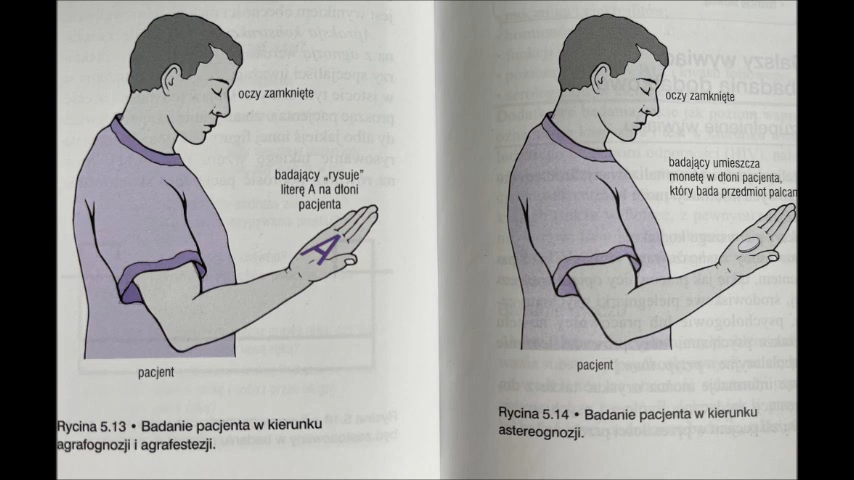 oczy zamknięte
badający „rysuje”
literę A na dłoni
pacjenta
A
pacjent
Rycina 5.13 • Badanie pacjenta w kierunku
agrafognozji i agrafestezji.
oczy zamknięte
badający umieszcza
monetę w dłoni pacjenta,
który bada przedmiot palcam
pacjent
Rycina 5.14 • Badanie pacjenta w kierunku
astereognozji.